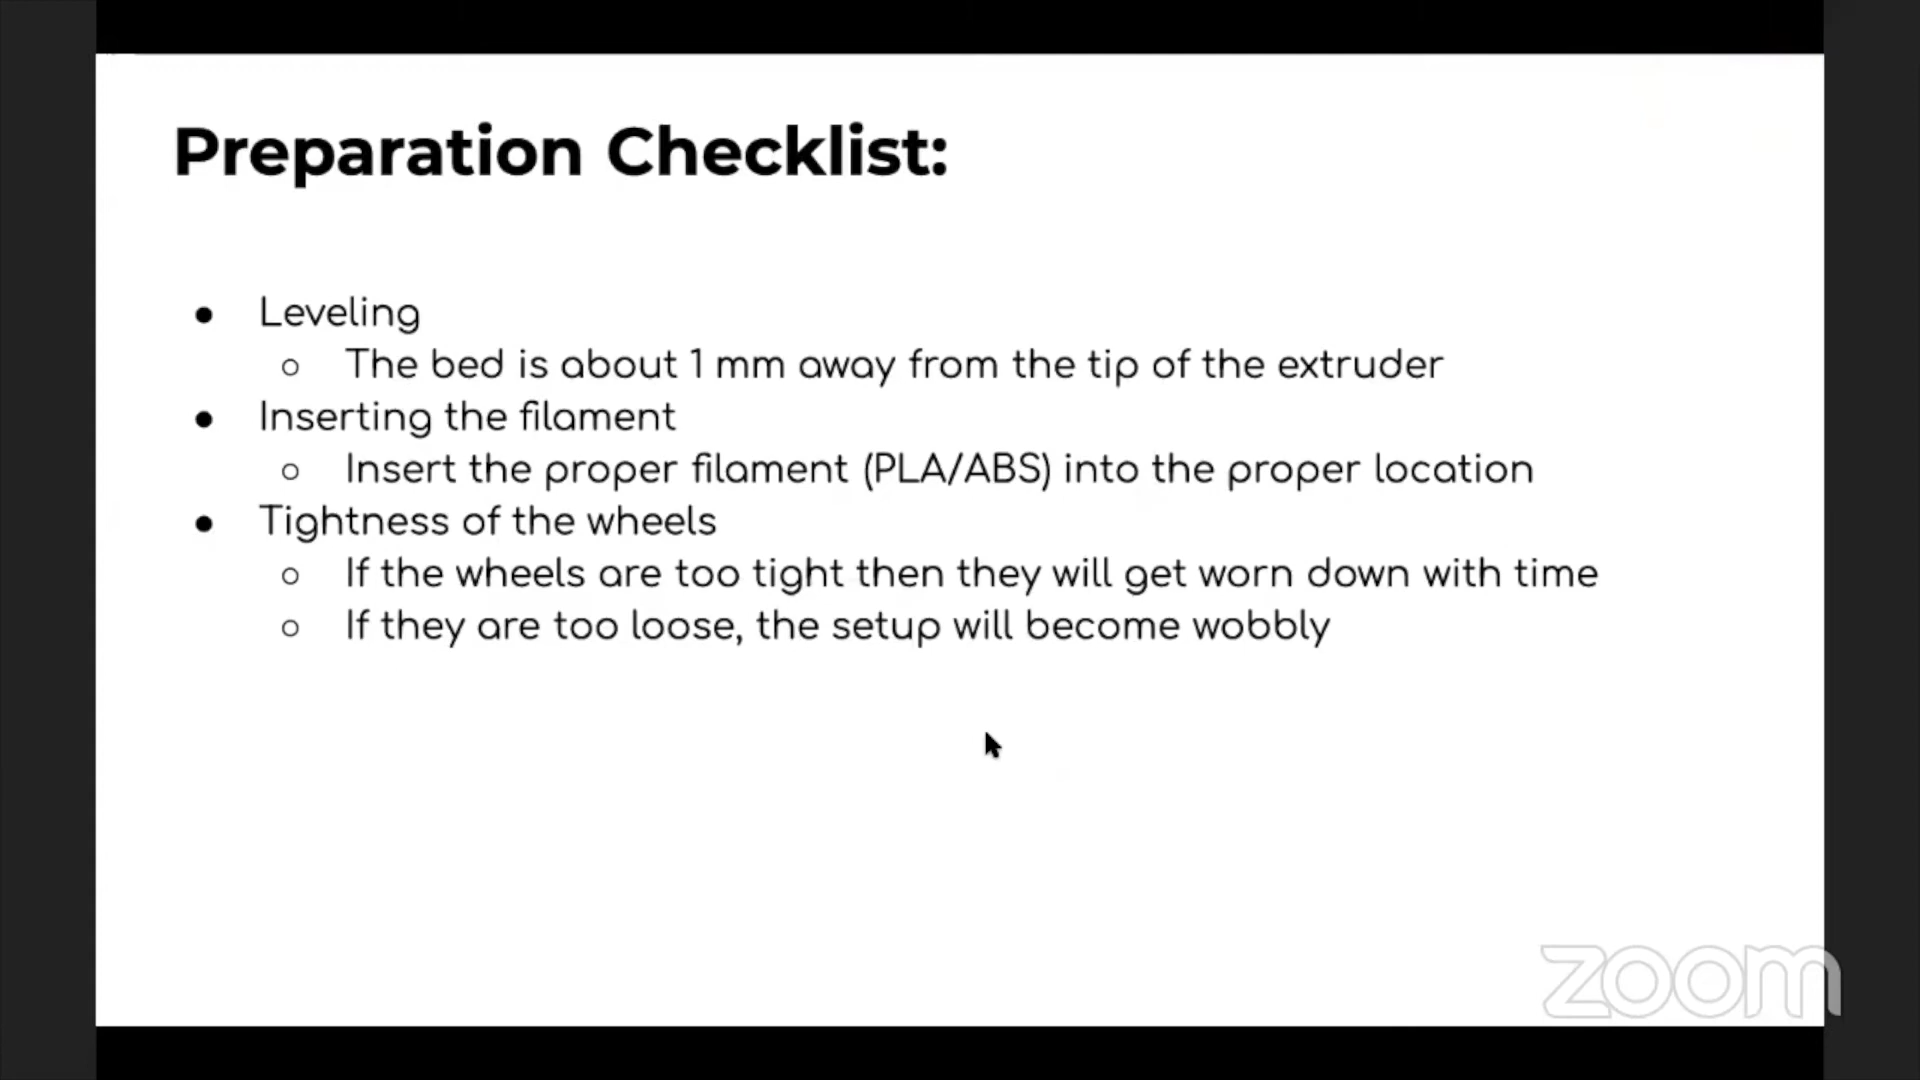 Preparation Checklist:
● Leveling
○ The bed is about 1 mm away from the tip of the extruder
● Inserting the filament
○ Insert the proper filament (PLA/ABS) into the proper location
● Tightness of the wheels
○ If the wheels are too tight then they will get worn down with time
○ If they are too loose, the setup will become wobbly
zoom